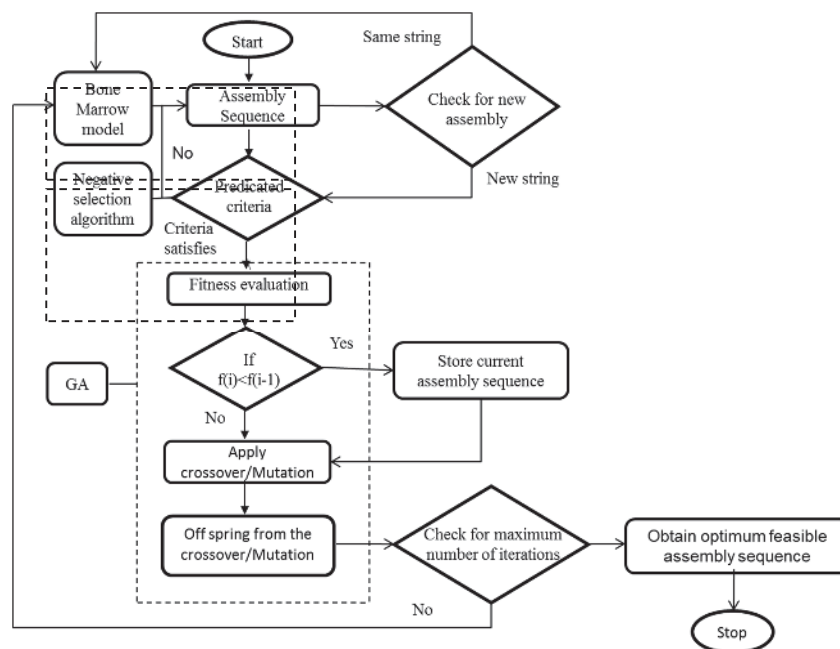 Start
Same string
Bone
Marrow
model
Assembly
Sequence
Check for new
assembly
No
New string
Negative
selection
algorithm
Predicated
criteria
Criteria
satisfies
Fitness evaluation
If
f(i)<f(i-1)
Yes
Store current
assembly sequence
GA
No
Apply
crossover/Mutation
Off spring from the
crossover/Mutation
Check for maximum
number of iterations
Obtain optimum feasible
assembly sequence
No
Stop